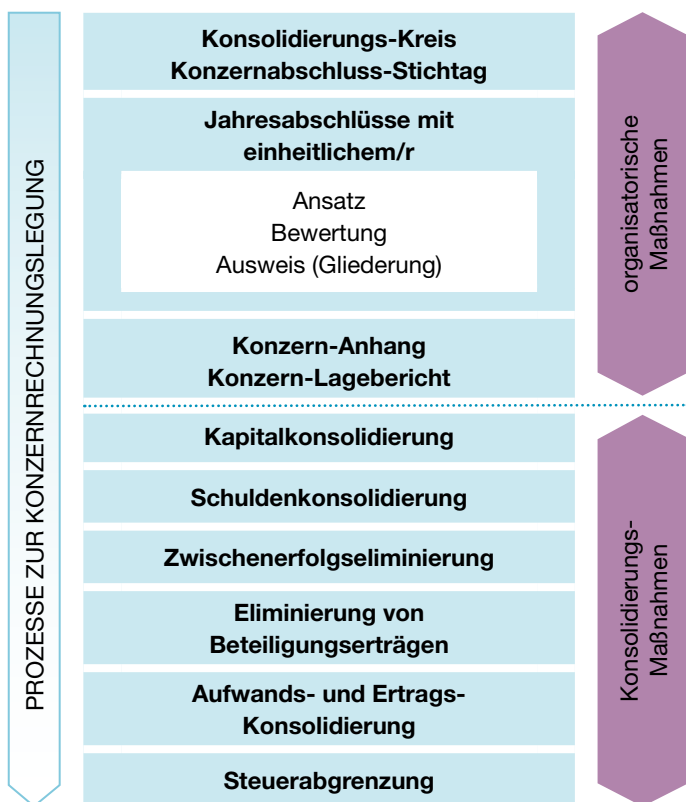 PROZESSE ZUR KONZERNRECHNUNGSLEGUNG
Konsolidierungs-Kreis
Konzernabschluss-Stichtag
Jahresabschlüsse mit
einheitlichem/r
Ansatz
Bewertung
Ausweis (Gliederung)
Konzern-Anhang
Konzern-Lagebericht
organisatorische
Maßnahmen
Kapitalkonsolidierung
Schuldenkonsolidierung
Zwischenerfolgseliminierung
Eliminierung von
Beteiligungserträgen
Aufwands- und Ertrags-
Konsolidierung
Steuerabgrenzung
Konsolidierungs-
Maßnahmen